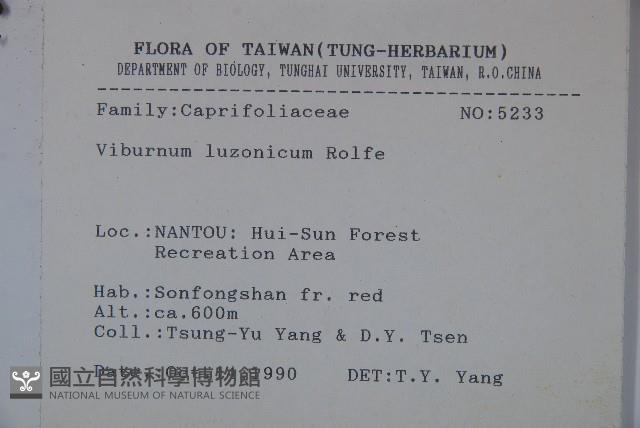 FLORA OF TAIWAN(TUNG-HERBARIUM)
DEPARTMENT OF BIOLOGY, TUNGHAI UNIVERSITY, TAIWAN, R.O.CHINA
Family:Caprifoliaceae NO:5233
Viburnum luzonicum Rolfe
Loc.:NANTOU: Hui-Sun Forest
Recreation Area
Hab.:Sonfongshan fr. red
Alt.:ca.600m
Coll.:Tsung-Yu Yang & D.Y. Tsen
Date. 1990 DET:T.Y. Yang
國立自然科學博物館
NATIONAL MUSEUM OF NATURAL SCIENCE